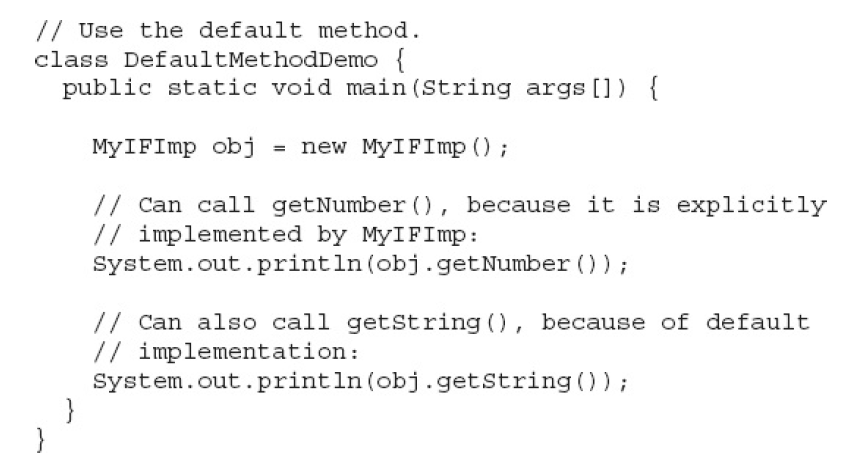 // Use the default method.
class DefaultMethodDemo {
  public static void main(String args[]) {

    MyIFImp obj = new MyIFImp();

    // Can call getNumber(), because it is explicitly
    // implemented by MyIFImp:
    System.out.println(obj.getNumber());

    // Can also call getString(), because of default
    // implementation:
    System.out.println(obj.getString());
  }
}